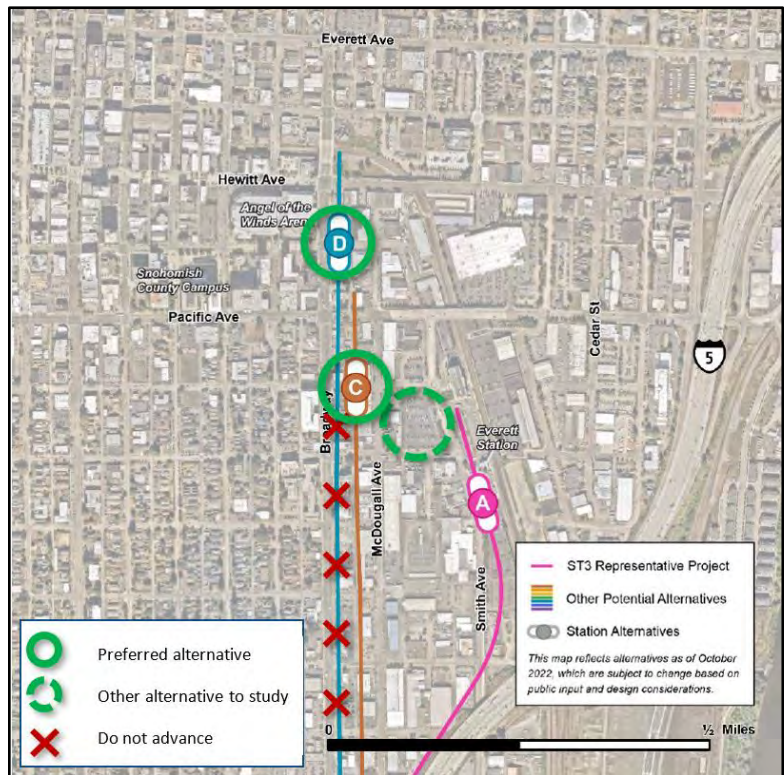 Everett Ave
Hewitt Ave
Angel of the
Winds Arena
D
Snohomish
County Campus
Pacific Ave
Cedar St
5
C
Broadway
McDougall Ave
Everett
Station
A
Smith Ave
ST3 Representative Project
Other Potential Alternatives
Station Alternatives
This map reflects alternatives as of October
2022, which are subject to change based on
public input and design considerations.
Preferred alternative
Other alternative to study
Do not advance
0
½ Miles